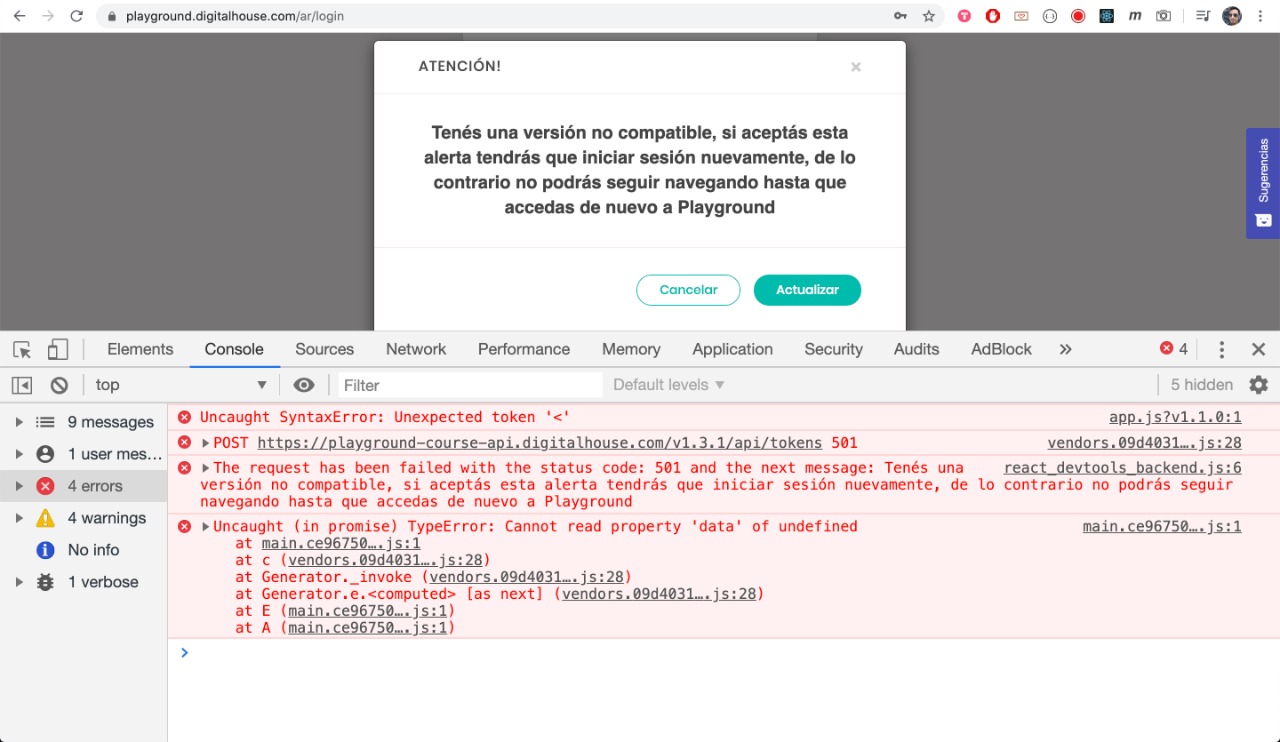 playground.digitalhouse.com/ar/login
ATENCIÓN!
Tenés una versión no compatible, si aceptás esta
alerta tendrás que iniciar sesión nuevamente, de lo
contrario no podrás seguir navegando hasta que
accedas de nuevo a Playground
Cancelar Actualizar
Sugerencias
Elements Console Sources Network Performance Memory Application Security Audits AdBlock » 4
top Filter Default levels 5 hidden
9 messages
1 user mes…
4 errors
4 warnings
No info
1 verbose
Uncaught SyntaxError: Unexpected token '<' app.js?v1.1.0:1
POST https://playground-course-api.digitalhouse.com/v1.3.1/api/tokens 501 vendors.09d4031….js:28
The request has been failed with the status code: 501 and the next message: Tenés una react_devtools_backend.js:6
versión no compatible, si aceptás esta alerta tendrás que iniciar sesión nuevamente, de lo contrario no podrás seguir
navegando hasta que accedas de nuevo a Playground
Uncaught (in promise) TypeError: Cannot read property 'data' of undefined main.ce96750….js:1
at main.ce96750….js:1
at c (vendors.09d4031….js:28)
at Generator._invoke (vendors.09d4031….js:28)
at Generator.e.<computed> [as next] (vendors.09d4031….js:28)
at E (main.ce96750….js:1)
at A (main.ce96750….js:1)